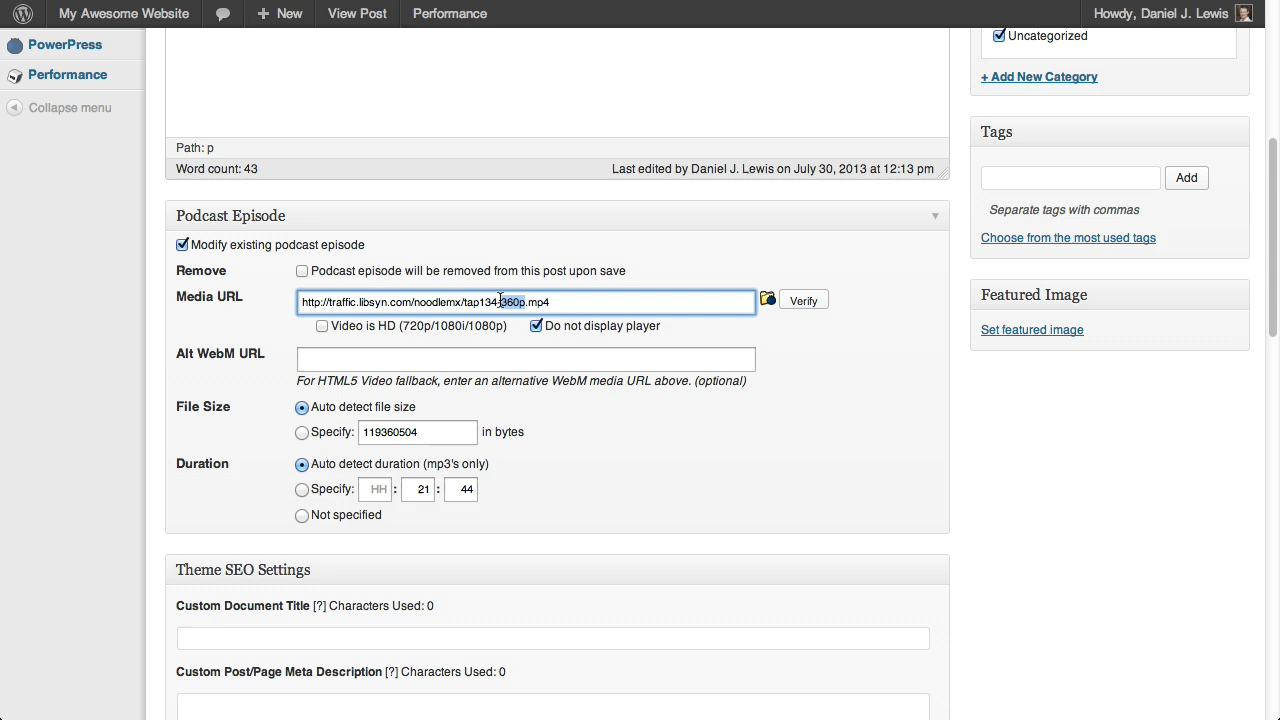 My Awesome Website
New
View Post
Performance
Howdy, Daniel J. Lewis
PowerPress
Performance
Collapse menu
Path: p
Word count: 43
Last edited by Daniel J. Lewis on July 30, 2013 at 12:13 pm
Podcast Episode
Modify existing podcast episode
Remove
Podcast episode will be removed from this post upon save
Media URL
http://traffic.libsyn.com/noodlemx/tap134-360p.mp4
Verify
Video is HD (720p/1080i/1080p)
Do not display player
Alt WebM URL
For HTML5 Video fallback, enter an alternative WebM media URL above. (optional)
File Size
Auto detect file size
Specify: 119360504 in bytes
Duration
Auto detect duration (mp3's only)
Specify: HH : 21 : 44
Not specified
Theme SEO Settings
Custom Document Title [?] Characters Used: 0
Custom Post/Page Meta Description [?] Characters Used: 0
Uncategorized
+ Add New Category
Tags
Add
Separate tags with commas
Choose from the most used tags
Featured Image
Set featured image